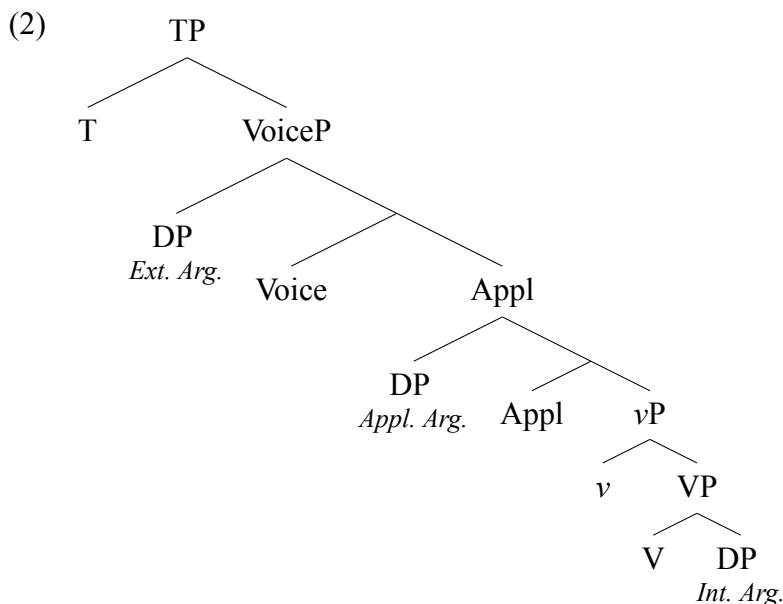 (2) TP
T VoiceP
DP
Ext. Arg.
Voice Appl
DP
Appl. Arg.
Appl vP
v VP
V DP
Int. Arg.